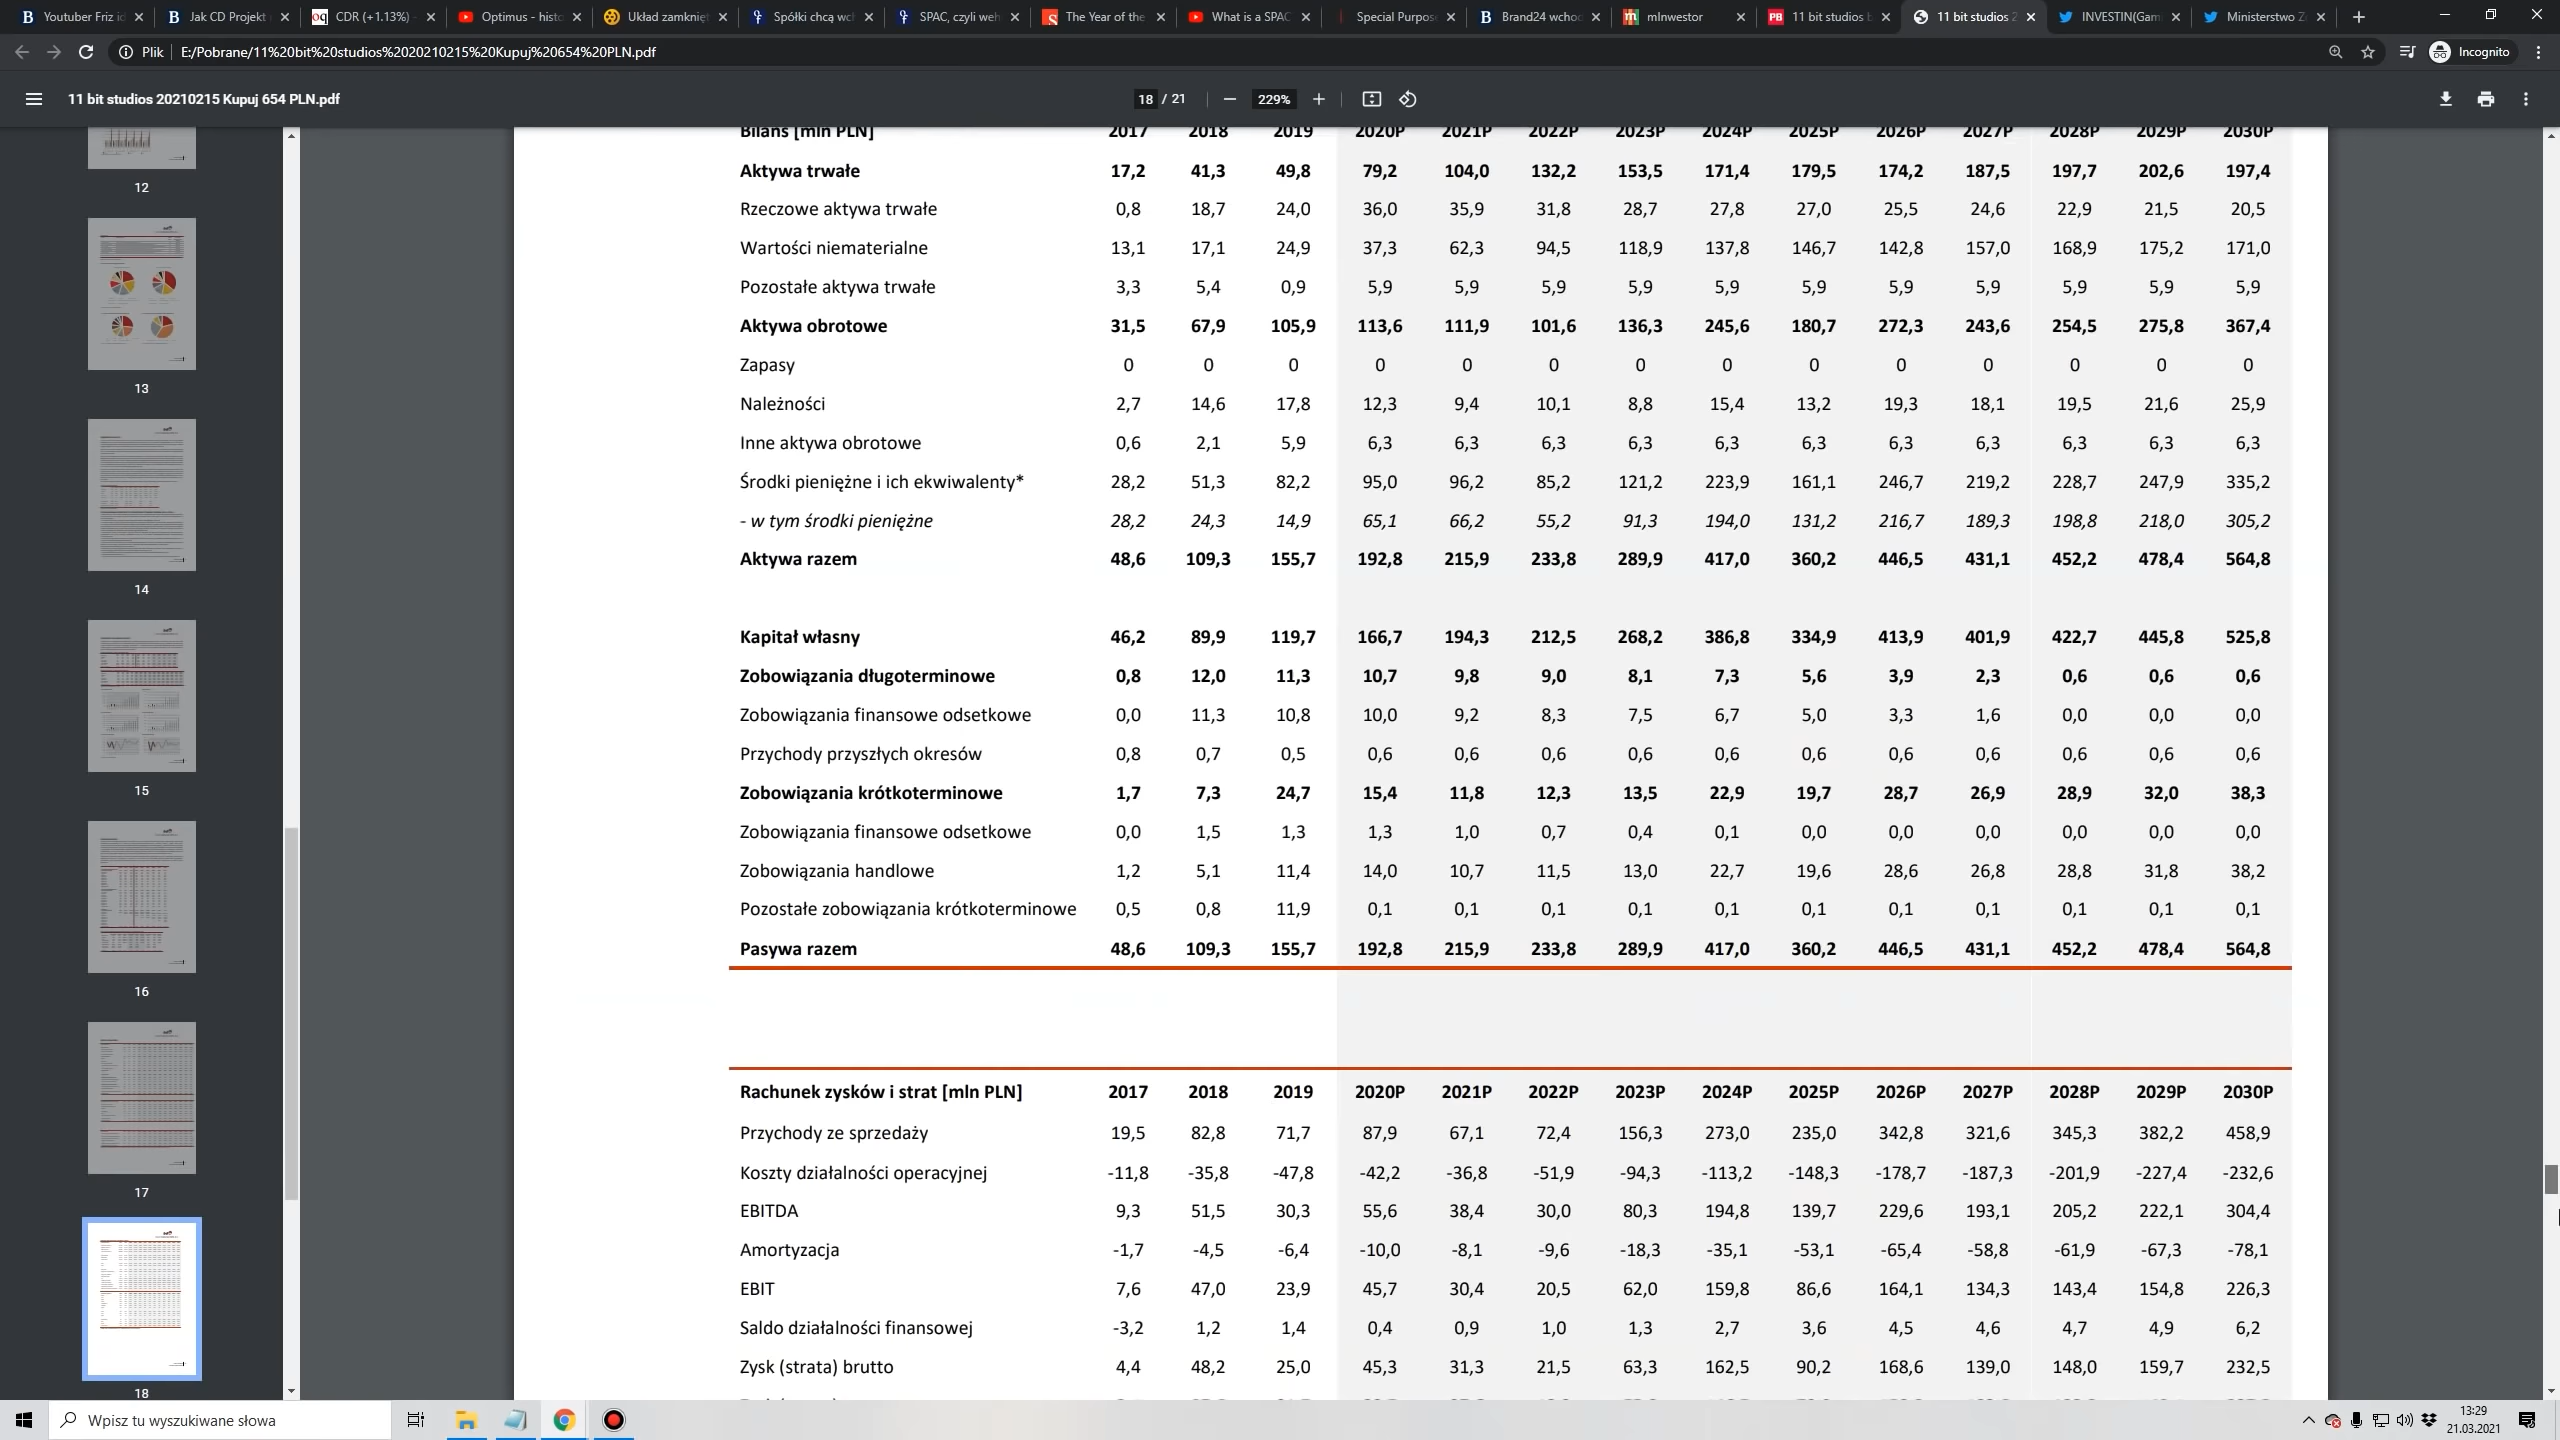 Youtuber Friz i
Jak CD Projekt
CDR (+1.13%)
Optimus - histo
Układ zamknię
Spółki chcą wc
SPAC, czyli weh
The Year of the
What is a SPAC
Special Purpos
Brand24 wchod
mInwestor
11 bit studios b
11 bit studios 2
INVESTIN(Gam
Ministerstwo Z
Plik E:/Pobrane/11%20bit%20studios%2020210215%20Kupuj%20654%20PLN.pdf Incognito
11 bit studios 20210215 Kupuj 654 PLN.pdf 18 / 21 229%
12
13
14
15
16
17
18
Bilans [mln PLN] 2017 2018 2019 2020P 2021P 2022P 2023P 2024P 2025P 2026P 2027P 2028P 2029P 2030P
Aktywa trwałe 17,2 41,3 49,8 79,2 104,0 132,2 153,5 171,4 179,5 174,2 187,5 197,7 202,6 197,4
Rzeczowe aktywa trwałe 0,8 18,7 24,0 36,0 35,9 31,8 28,7 27,8 27,0 25,5 24,6 22,9 21,5 20,5
Wartości niematerialne 13,1 17,1 24,9 37,3 62,3 94,5 118,9 137,8 146,7 142,8 157,0 168,9 175,2 171,0
Pozostałe aktywa trwałe 3,3 5,4 0,9 5,9 5,9 5,9 5,9 5,9 5,9 5,9 5,9 5,9 5,9 5,9
Aktywa obrotowe 31,5 67,9 105,9 113,6 111,9 101,6 136,3 245,6 180,7 272,3 243,6 254,5 275,8 367,4
Zapasy 0 0 0 0 0 0 0 0 0 0 0 0 0 0
Należności 2,7 14,6 17,8 12,3 9,4 10,1 8,8 15,4 13,2 19,3 18,1 19,5 21,6 25,9
Inne aktywa obrotowe 0,6 2,1 5,9 6,3 6,3 6,3 6,3 6,3 6,3 6,3 6,3 6,3 6,3 6,3
Środki pieniężne i ich ekwiwalenty* 28,2 51,3 82,2 95,0 96,2 85,2 121,2 223,9 161,1 246,7 219,2 228,7 247,9 335,2
- w tym środki pieniężne 28,2 24,3 14,9 65,1 66,2 55,2 91,3 194,0 131,2 216,7 189,3 198,8 218,0 305,2
Aktywa razem 48,6 109,3 155,7 192,8 215,9 233,8 289,9 417,0 360,2 446,5 431,1 452,2 478,4 564,8
Kapitał własny 46,2 89,9 119,7 166,7 194,3 212,5 268,2 386,8 334,9 413,9 401,9 422,7 445,8 525,8
Zobowiązania długoterminowe 0,8 12,0 11,3 10,7 9,8 9,0 8,1 7,3 5,6 3,9 2,3 0,6 0,6 0,6
Zobowiązania finansowe odsetkowe 0,0 11,3 10,8 10,0 9,2 8,3 7,5 6,7 5,0 3,3 1,6 0,0 0,0 0,0
Przychody przyszłych okresów 0,8 0,7 0,5 0,6 0,6 0,6 0,6 0,6 0,6 0,6 0,6 0,6 0,6 0,6
Zobowiązania krótkoterminowe 1,7 7,3 24,7 15,4 11,8 12,3 13,5 22,9 19,7 28,7 26,9 28,9 32,0 38,3
Zobowiązania finansowe odsetkowe 0,0 1,5 1,3 1,3 1,0 0,7 0,4 0,1 0,0 0,0 0,0 0,0 0,0 0,0
Zobowiązania handlowe 1,2 5,1 11,4 14,0 10,7 11,5 13,0 22,7 19,6 28,6 26,8 28,8 31,8 38,2
Pozostałe zobowiązania krótkoterminowe 0,5 0,8 11,9 0,1 0,1 0,1 0,1 0,1 0,1 0,1 0,1 0,1 0,1 0,1
Pasywa razem 48,6 109,3 155,7 192,8 215,9 233,8 289,9 417,0 360,2 446,5 431,1 452,2 478,4 564,8
Rachunek zysków i strat [mln PLN] 2017 2018 2019 2020P 2021P 2022P 2023P 2024P 2025P 2026P 2027P 2028P 2029P 2030P
Przychody ze sprzedaży 19,5 82,8 71,7 87,9 67,1 72,4 156,3 273,0 235,0 342,8 321,6 345,3 382,2 458,9
Koszty działalności operacyjnej -11,8 -35,8 -47,8 -42,2 -36,8 -51,9 -94,3 -113,2 -148,3 -178,7 -187,3 -201,9 -227,4 -232,6
EBITDA 9,3 51,5 30,3 55,6 38,4 30,0 80,3 194,8 139,7 229,6 193,1 205,2 222,1 304,4
Amortyzacja -1,7 -4,5 -6,4 -10,0 -8,1 -9,6 -18,3 -35,1 -53,1 -65,4 -58,8 -61,9 -67,3 -78,1
EBIT 7,6 47,0 23,9 45,7 30,4 20,5 62,0 159,8 86,6 164,1 134,3 143,4 154,8 226,3
Saldo działalności finansowej -3,2 1,2 1,4 0,4 0,9 1,0 1,3 2,7 3,6 4,5 4,6 4,7 4,9 6,2
Zysk (strata) brutto 4,4 48,2 25,0 45,3 31,3 21,5 63,3 162,5 90,2 168,6 139,0 148,0 159,7 232,5
Wpisz tu wyszukiwane słowa
13:29
21.03.2021